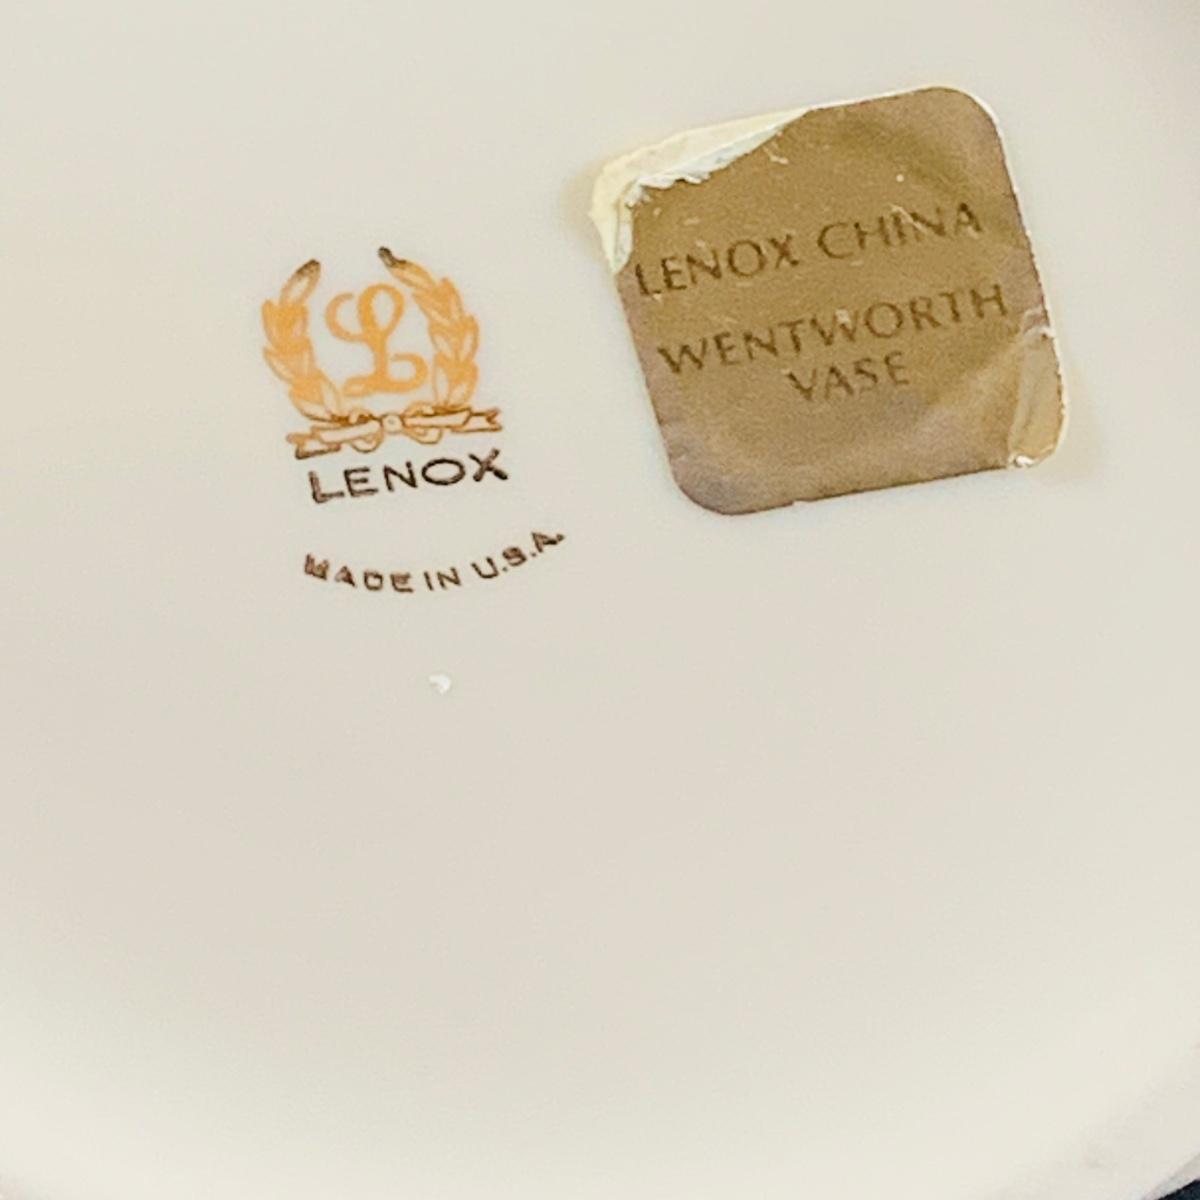 L
LENOX
MADE IN U.S.A.
LENOX CHINA
WENTWORTH
VASE